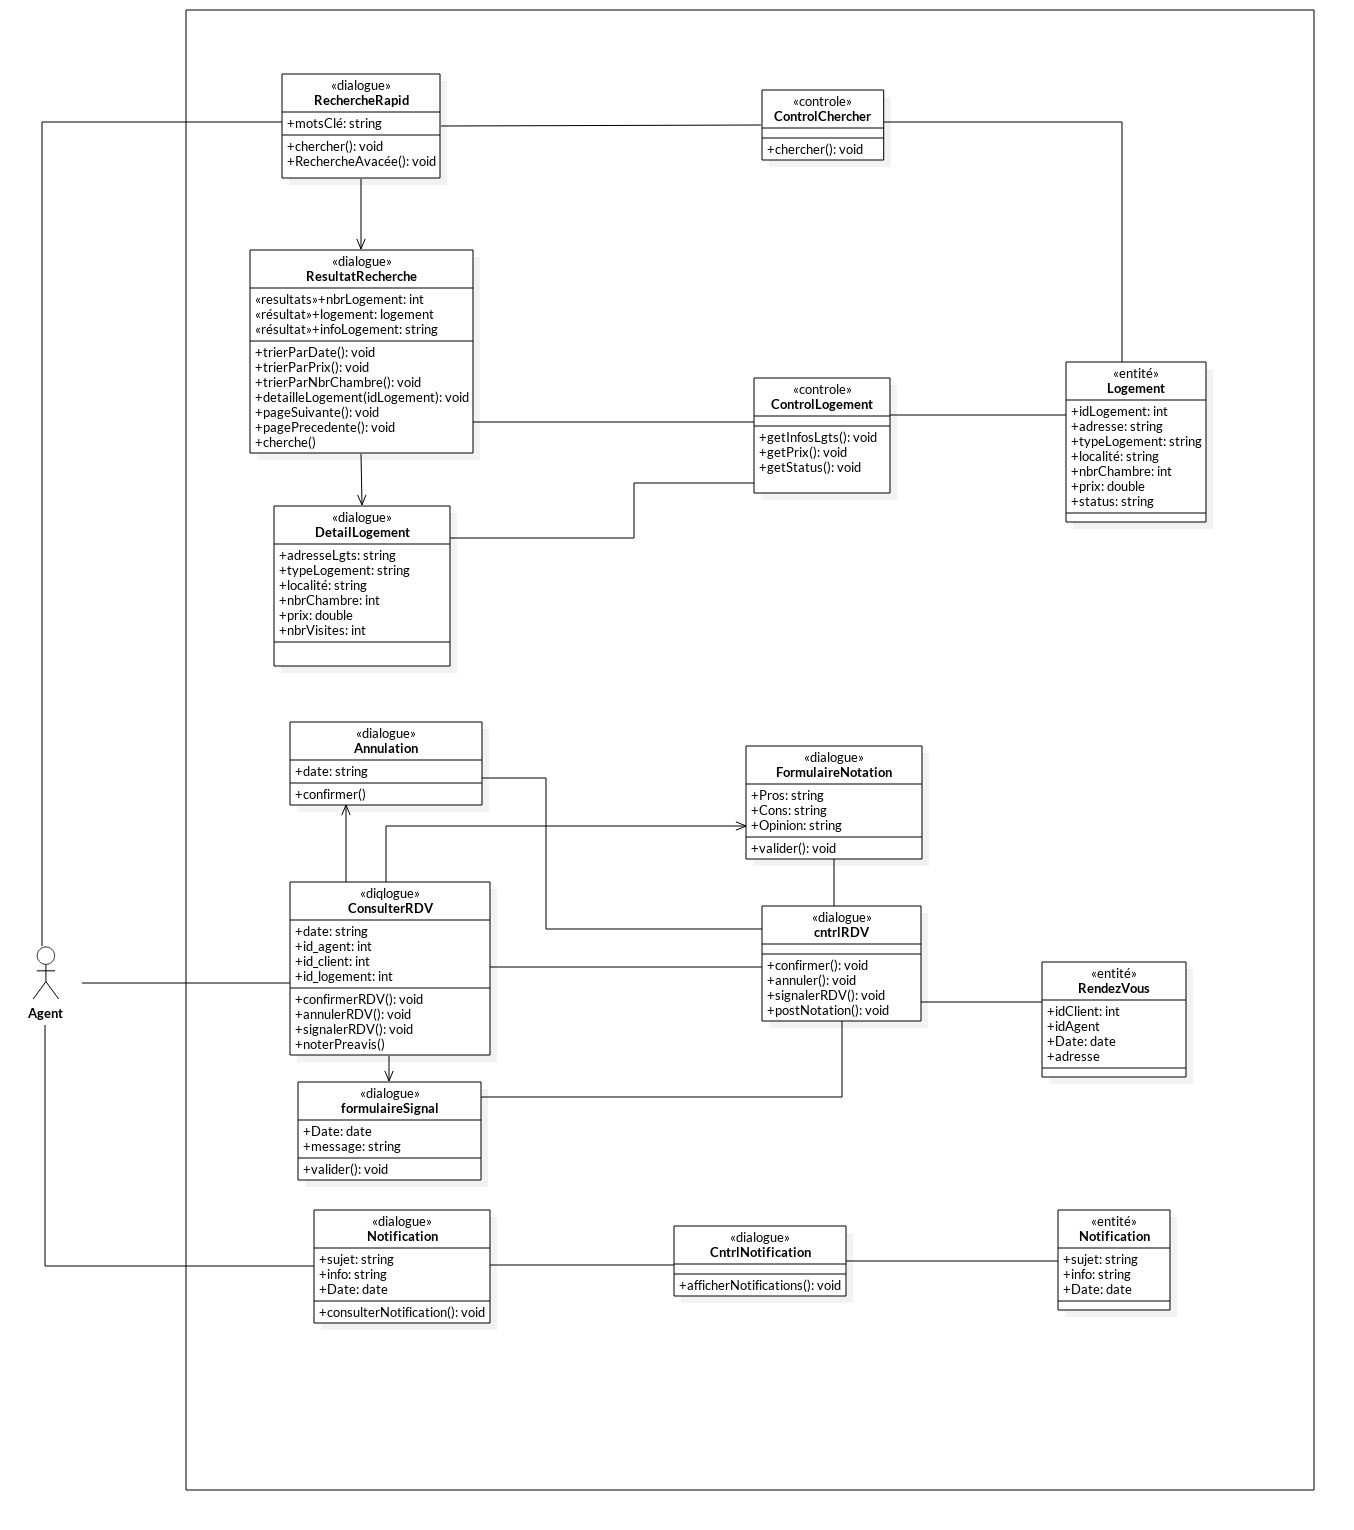 «dialogue»
RechercheRapid
+motsClé: string
+chercher(): void
+RechercheAvacée(): void
«controle»
ControlChercher
+chercher(): void
«dialogue»
ResultatRecherche
«resultats»+nbrLogement: int
«résultat»+logement: logement
«résultat»+infoLogement: string
+trierParDate(): void
+trierParPrix(): void
+trierParNbrChambre(): void
+detailleLogement(idLogement): void
+pageSuivante(): void
+pagePrecedente(): void
+cherche()
«controle»
ControlLogement
+getInfosLgts(): void
+getPrix(): void
+getStatus(): void
«entité»
Logement
+idLogement: int
+adresse: string
+typeLogement: string
+localité: string
+nbrChambre: int
+prix: double
+status: string
«dialogue»
DetailLogement
+adresseLgts: string
+typeLogement: string
+localité: string
+nbrChambre: int
+prix: double
+nbrVisites: int
«dialogue»
Annulation
+date: string
+confirmer()
«dialogue»
FormulaireNotation
+Pros: string
+Cons: string
+Opinion: string
+valider(): void
«diqlogue»
ConsulterRDV
+date: string
+id_agent: int
+id_client: int
+id_logement: int
+confirmerRDV(): void
+annulerRDV(): void
+signalerRDV(): void
+noterPreavis()
«dialogue»
cntrlRDV
+confirmer(): void
+annuler(): void
+signalerRDV(): void
+postNotation(): void
«entité»
RendezVous
+idClient: int
+idAgent
+Date: date
+adresse
Agent
«dialogue»
formulaireSignal
+Date: date
+message: string
+valider(): void
«dialogue»
Notification
+sujet: string
+info: string
+Date: date
+consulterNotification(): void
«dialogue»
CntrlNotification
+afficherNotifications(): void
«entité»
Notification
+sujet: string
+info: string
+Date: date